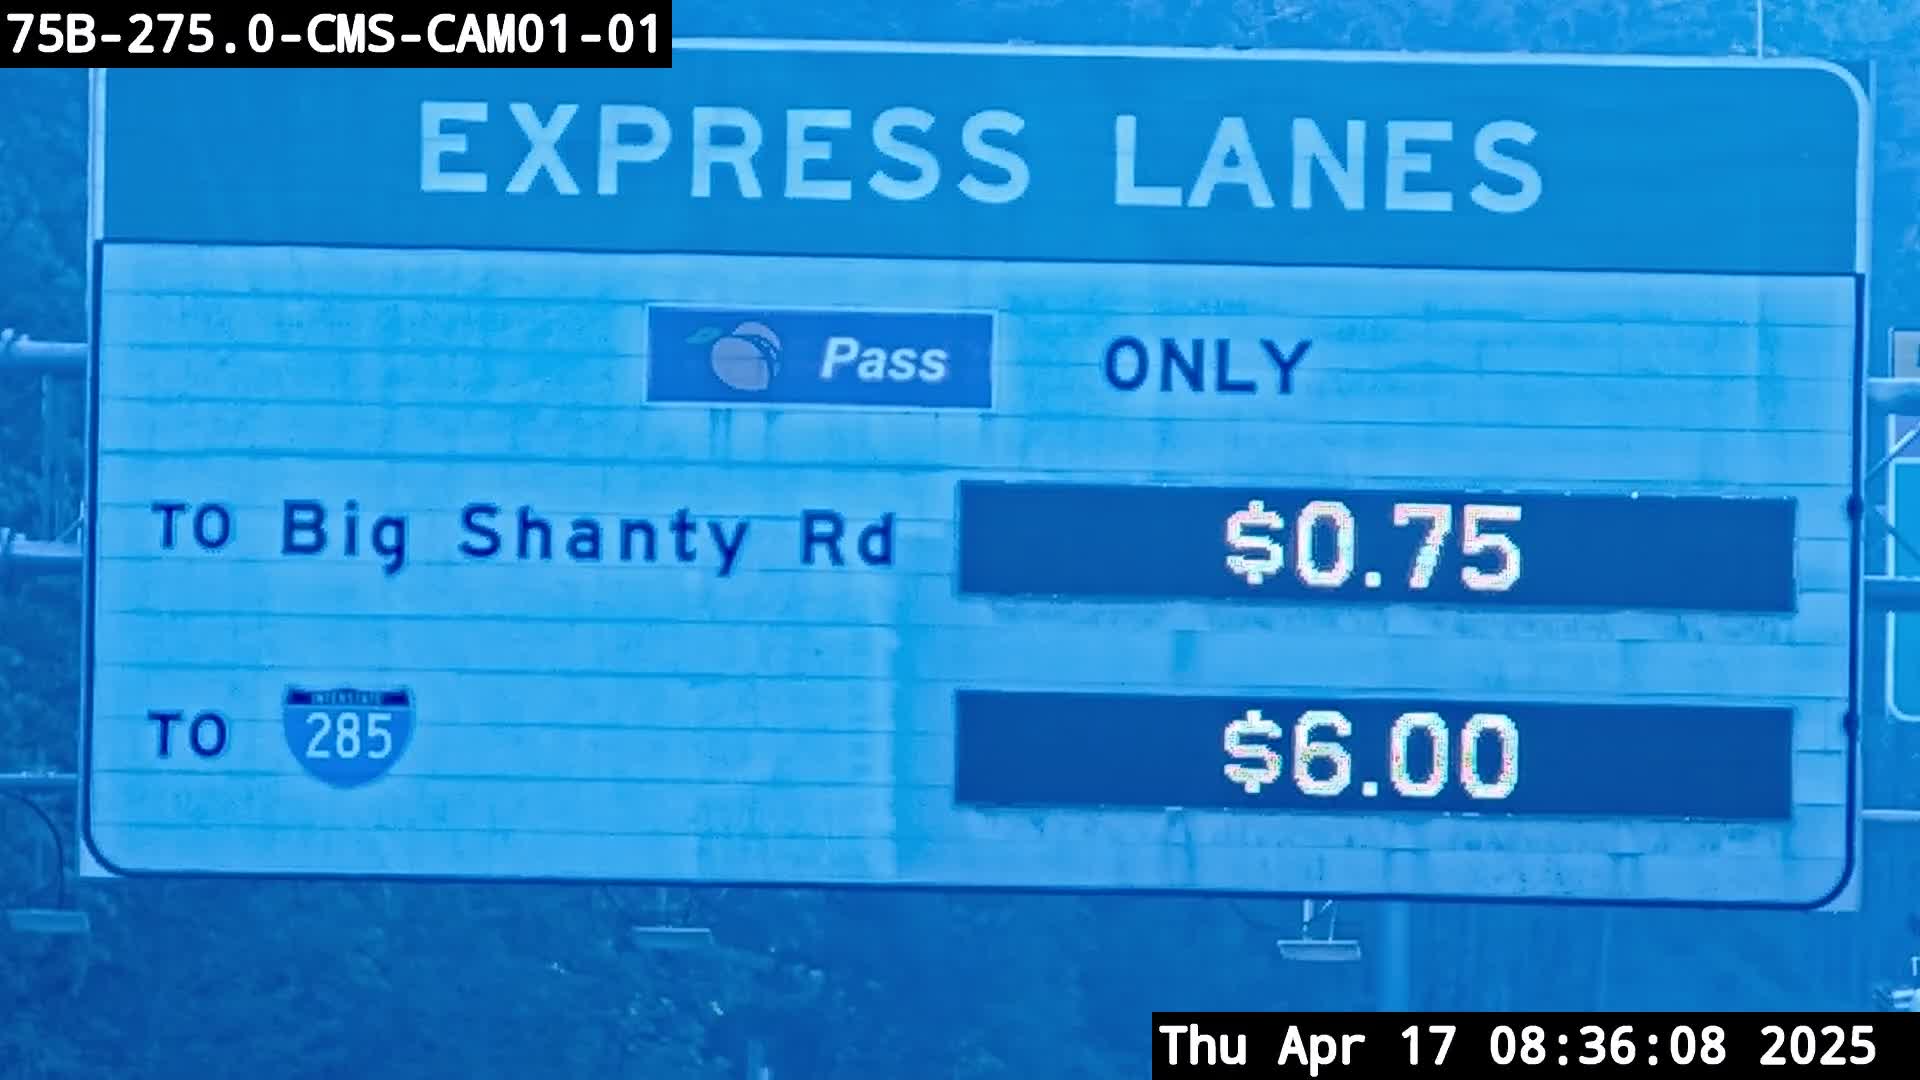 75B-275.0-CMS-CAM01-01
EXPRESS LANES
Pass ONLY
TO Big Shanty Rd $0.75
TO INTERSTATE 285 $6.00
Thu Apr 17 08:36:08 2025